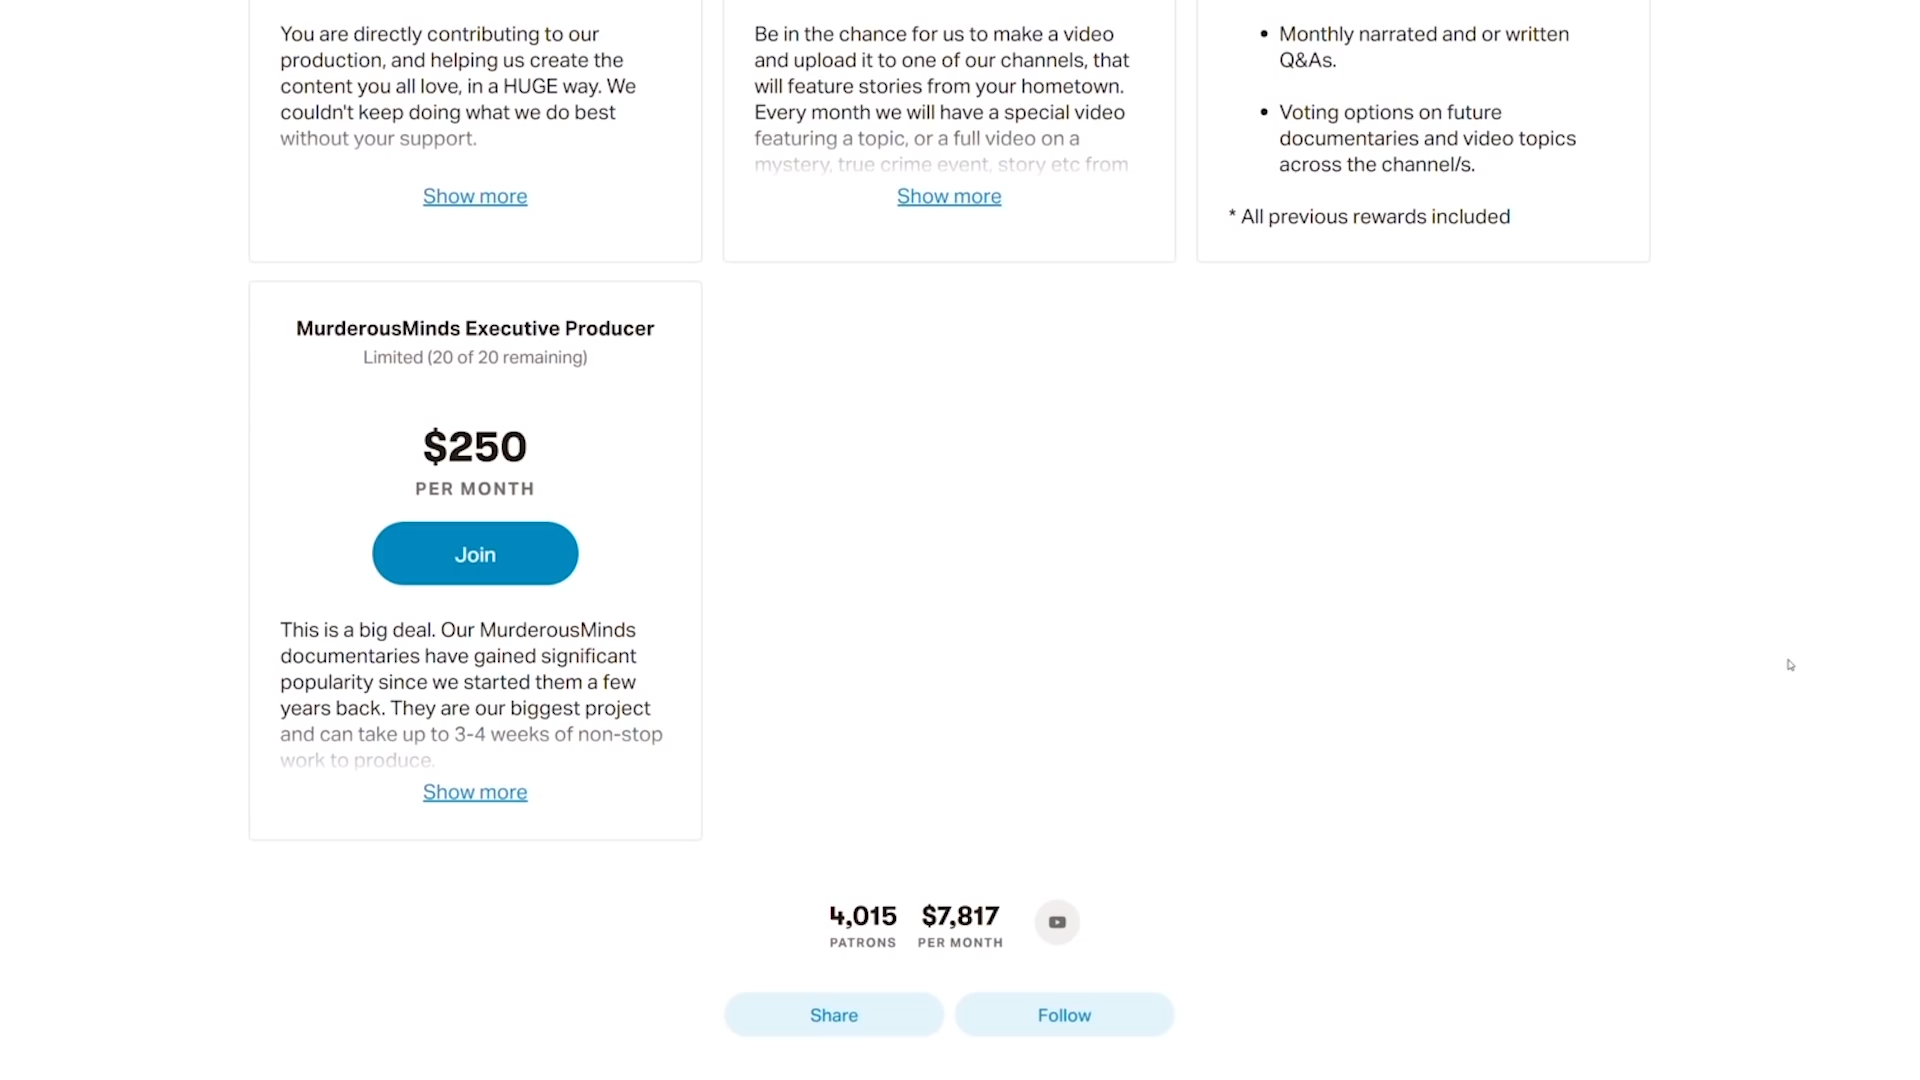 You are directly contributing to our
production, and helping us create the
content you all love, in a HUGE way. We
couldn't keep doing what we do best
without your support.
Show more
Be in the chance for us to make a video
and upload it to one of our channels, that
will feature stories from your hometown.
Every month we will have a special video
featuring a topic, or a full video on a
mystery, true crime event, story etc from
Show more
• Monthly narrated and or written
Q&As.
• Voting options on future
documentaries and video topics
across the channel/s.
* All previous rewards included
MurderousMinds Executive Producer
Limited (20 of 20 remaining)
$250
PER MONTH
Join
This is a big deal. Our MurderousMinds
documentaries have gained significant
popularity since we started them a few
years back. They are our biggest project
and can take up to 3-4 weeks of non-stop
work to produce.
Show more
4,015 $7,817
PATRONS PER MONTH
Share Follow